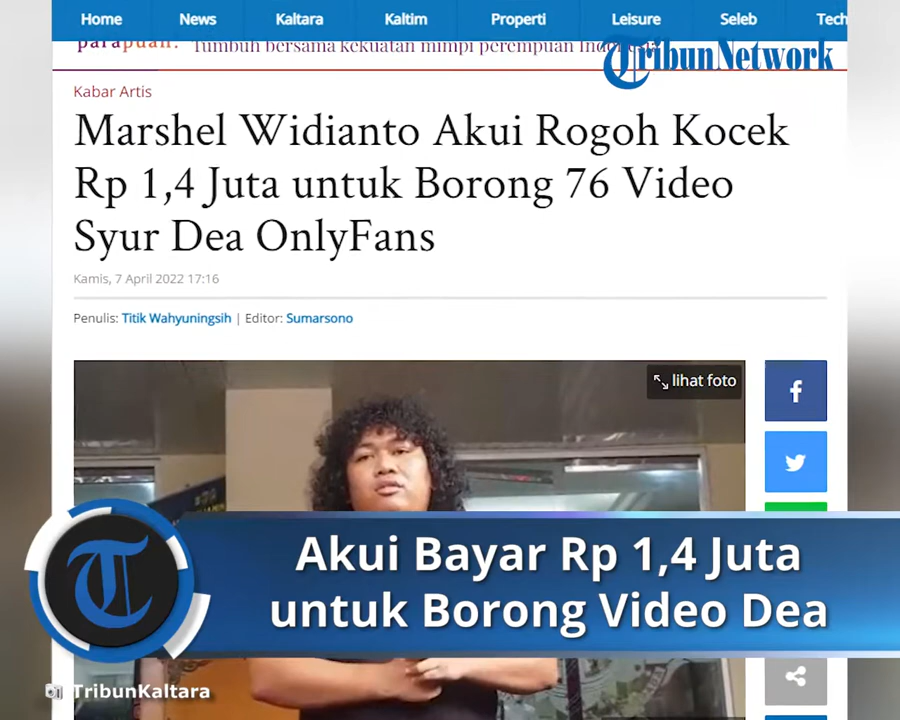 Home News Kaltara Kaltim Properti Leisure Seleb Tech
parapuan. Tumbuh bersama kekuatan mimpi perempuan
TribunNetwork
Kabar Artis
Marshel Widianto Akui Rogoh Kocek
Rp 1,4 Juta untuk Borong 76 Video
Syur Dea OnlyFans
Kamis, 7 April 2022 17:16
Penulis: Titik Wahyuningsih | Editor: Sumarsono
lihat foto
Akui Bayar Rp 1,4 Juta
untuk Borong Video Dea
TribunKaltara